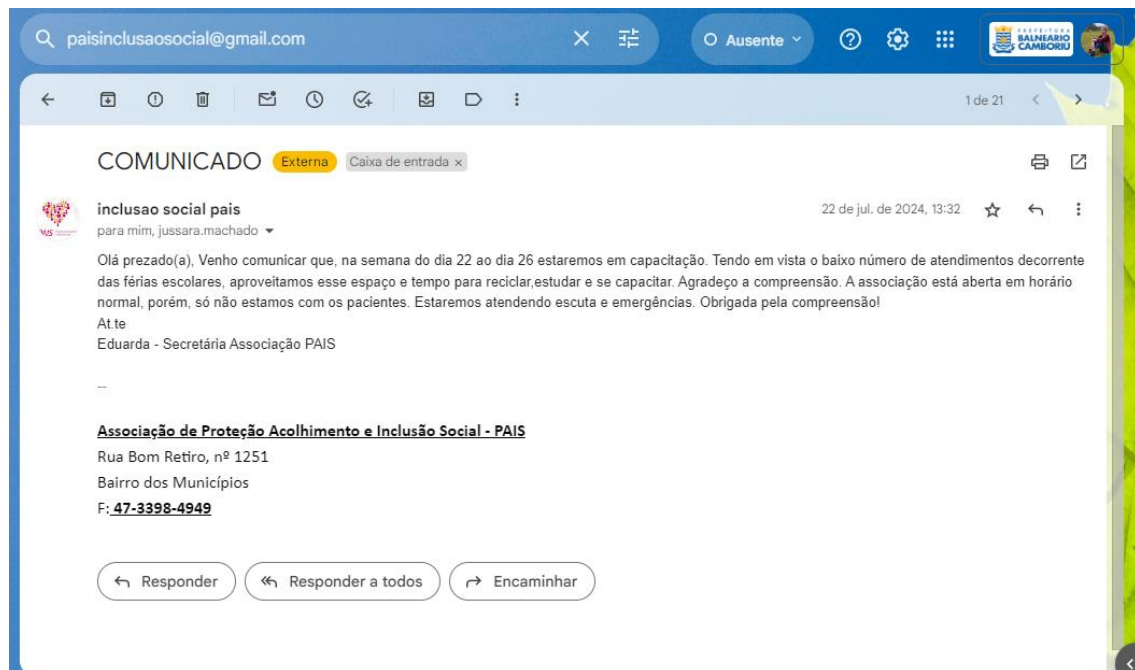 paisinclusaosocial@gmail.com
Ausente
PREFEITURA
BALNEÁRIO
CAMBORIÚ
1 de 21
COMUNICADO Externa Caixa de entrada
inclusao social pais 22 de jul. de 2024, 13:32
para mim, jussara.machado
Olá prezado(a), Venho comunicar que, na semana do dia 22 ao dia 26 estaremos em capacitação. Tendo em vista o baixo número de atendimentos decorrente
das férias escolares, aproveitamos esse espaço e tempo para reciclar,estudar e se capacitar. Agradeço a compreensão. A associação está aberta em horário
normal, porém, só não estamos com os pacientes. Estaremos atendendo escuta e emergências. Obrigada pela compreensão!
At.te
Eduarda - Secretária Associação PAIS
--
Associação de Proteção Acolhimento e Inclusão Social - PAIS
Rua Bom Retiro, nº 1251
Bairro dos Municípios
F: 47-3398-4949
Responder Responder a todos Encaminhar